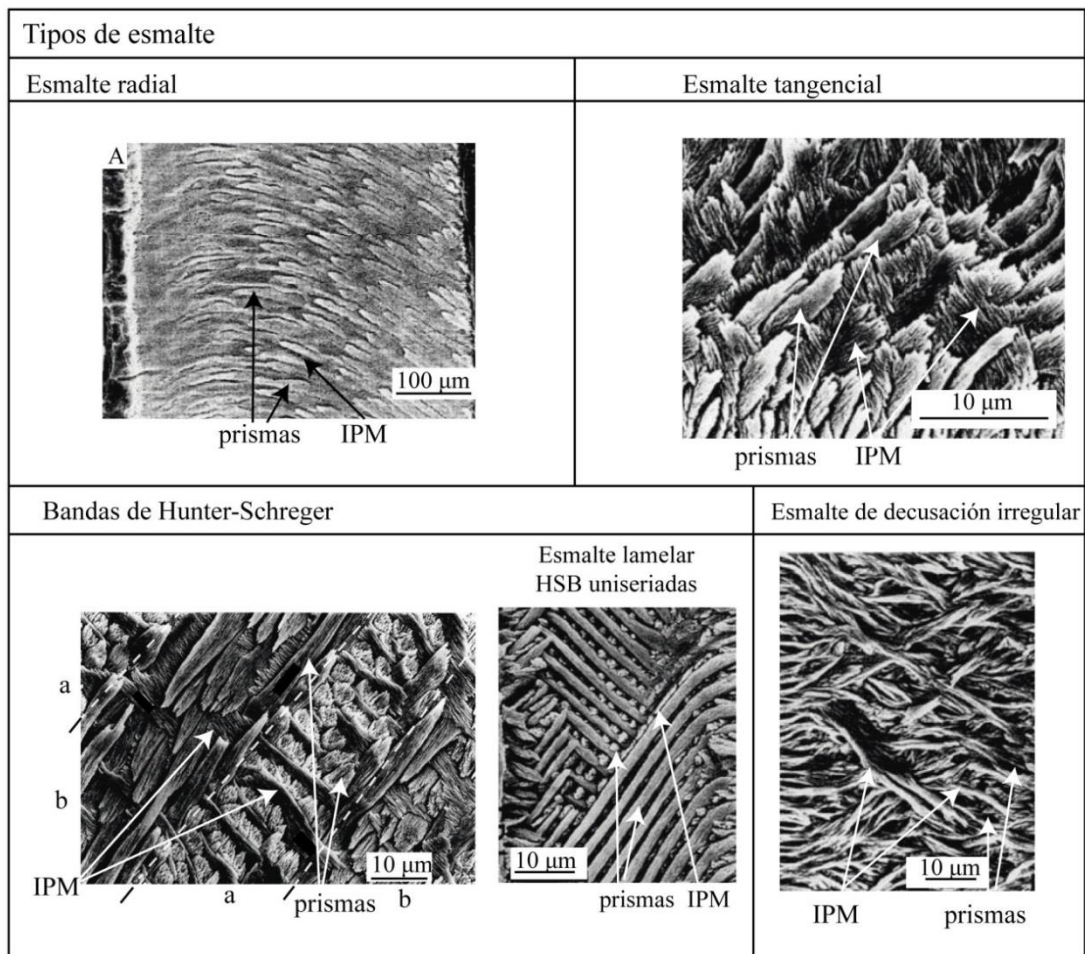 Tipos de esmalte
Esmalte radial
Esmalte tangencial
A
100 μm
prismas
IPM
10 μm
prismas
IPM
Bandas de Hunter-Schreger
Esmalte de decusación irregular
Esmalte lamelar
HSB uniseriadas
a
b
10 μm
IPM
a
prismas
b
10 μm
prismas IPM
10 μm
IPM
prismas